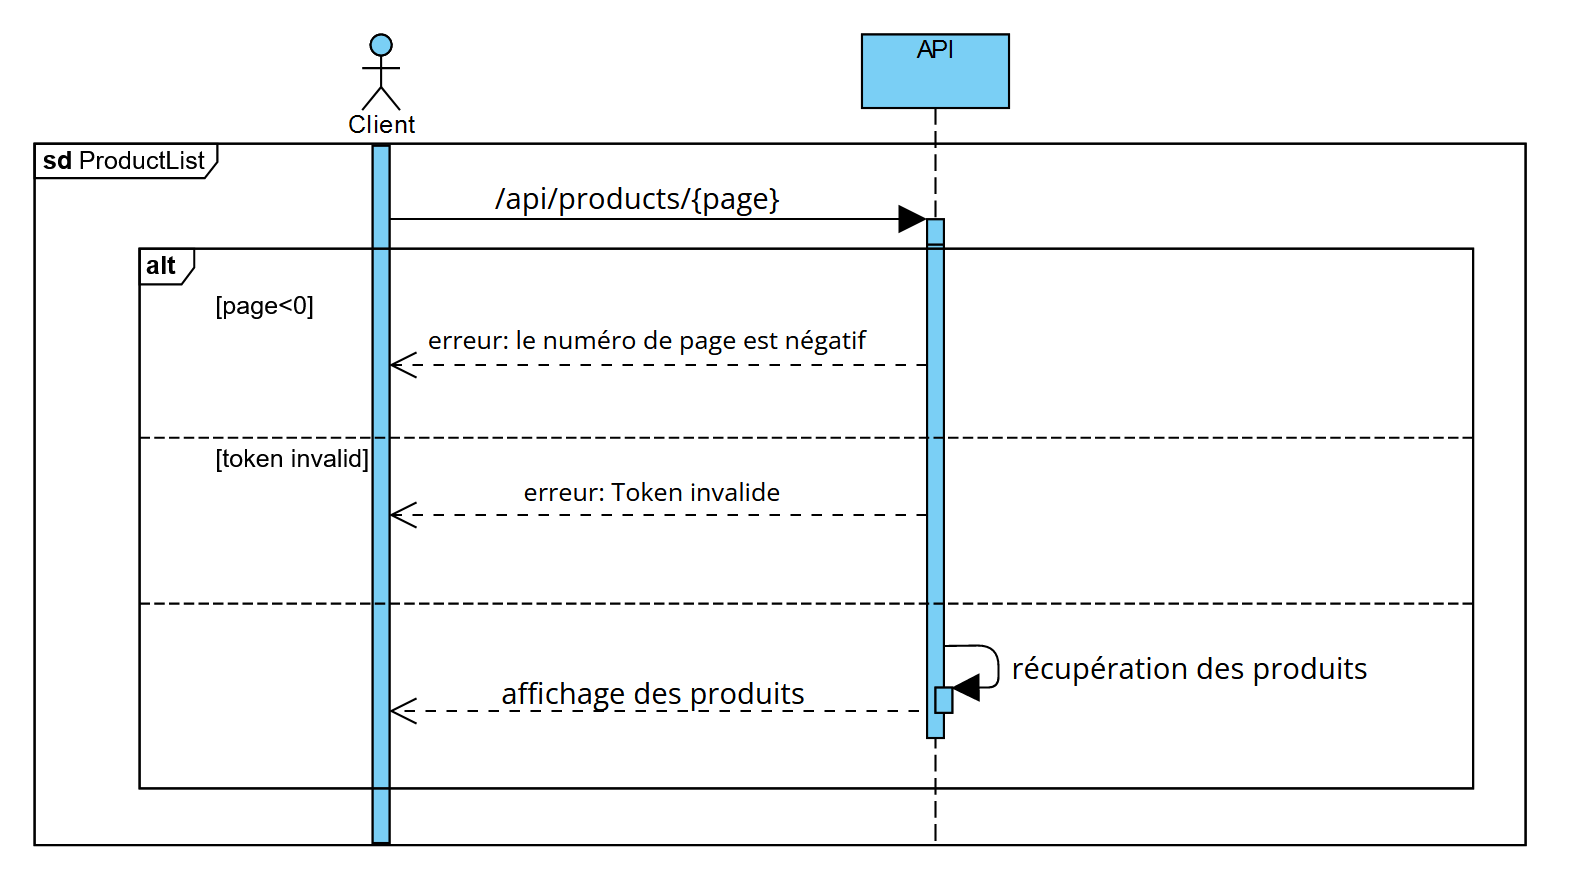 API
Client
sd ProductList
/api/products/{page}
alt
[page<0]
erreur: le numéro de page est négatif
[token invalid]
erreur: Token invalide
récupération des produits
affichage des produits